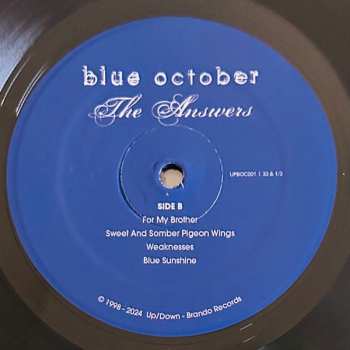 blue october
The Answers
UPBOC001 | 33 & 1/3
SIDE B
For My Brother
Sweet And Somber Pigeon Wings
Weaknesses
Blue Sunshine
© 1998 - 2024 Up/Down - Brando Records